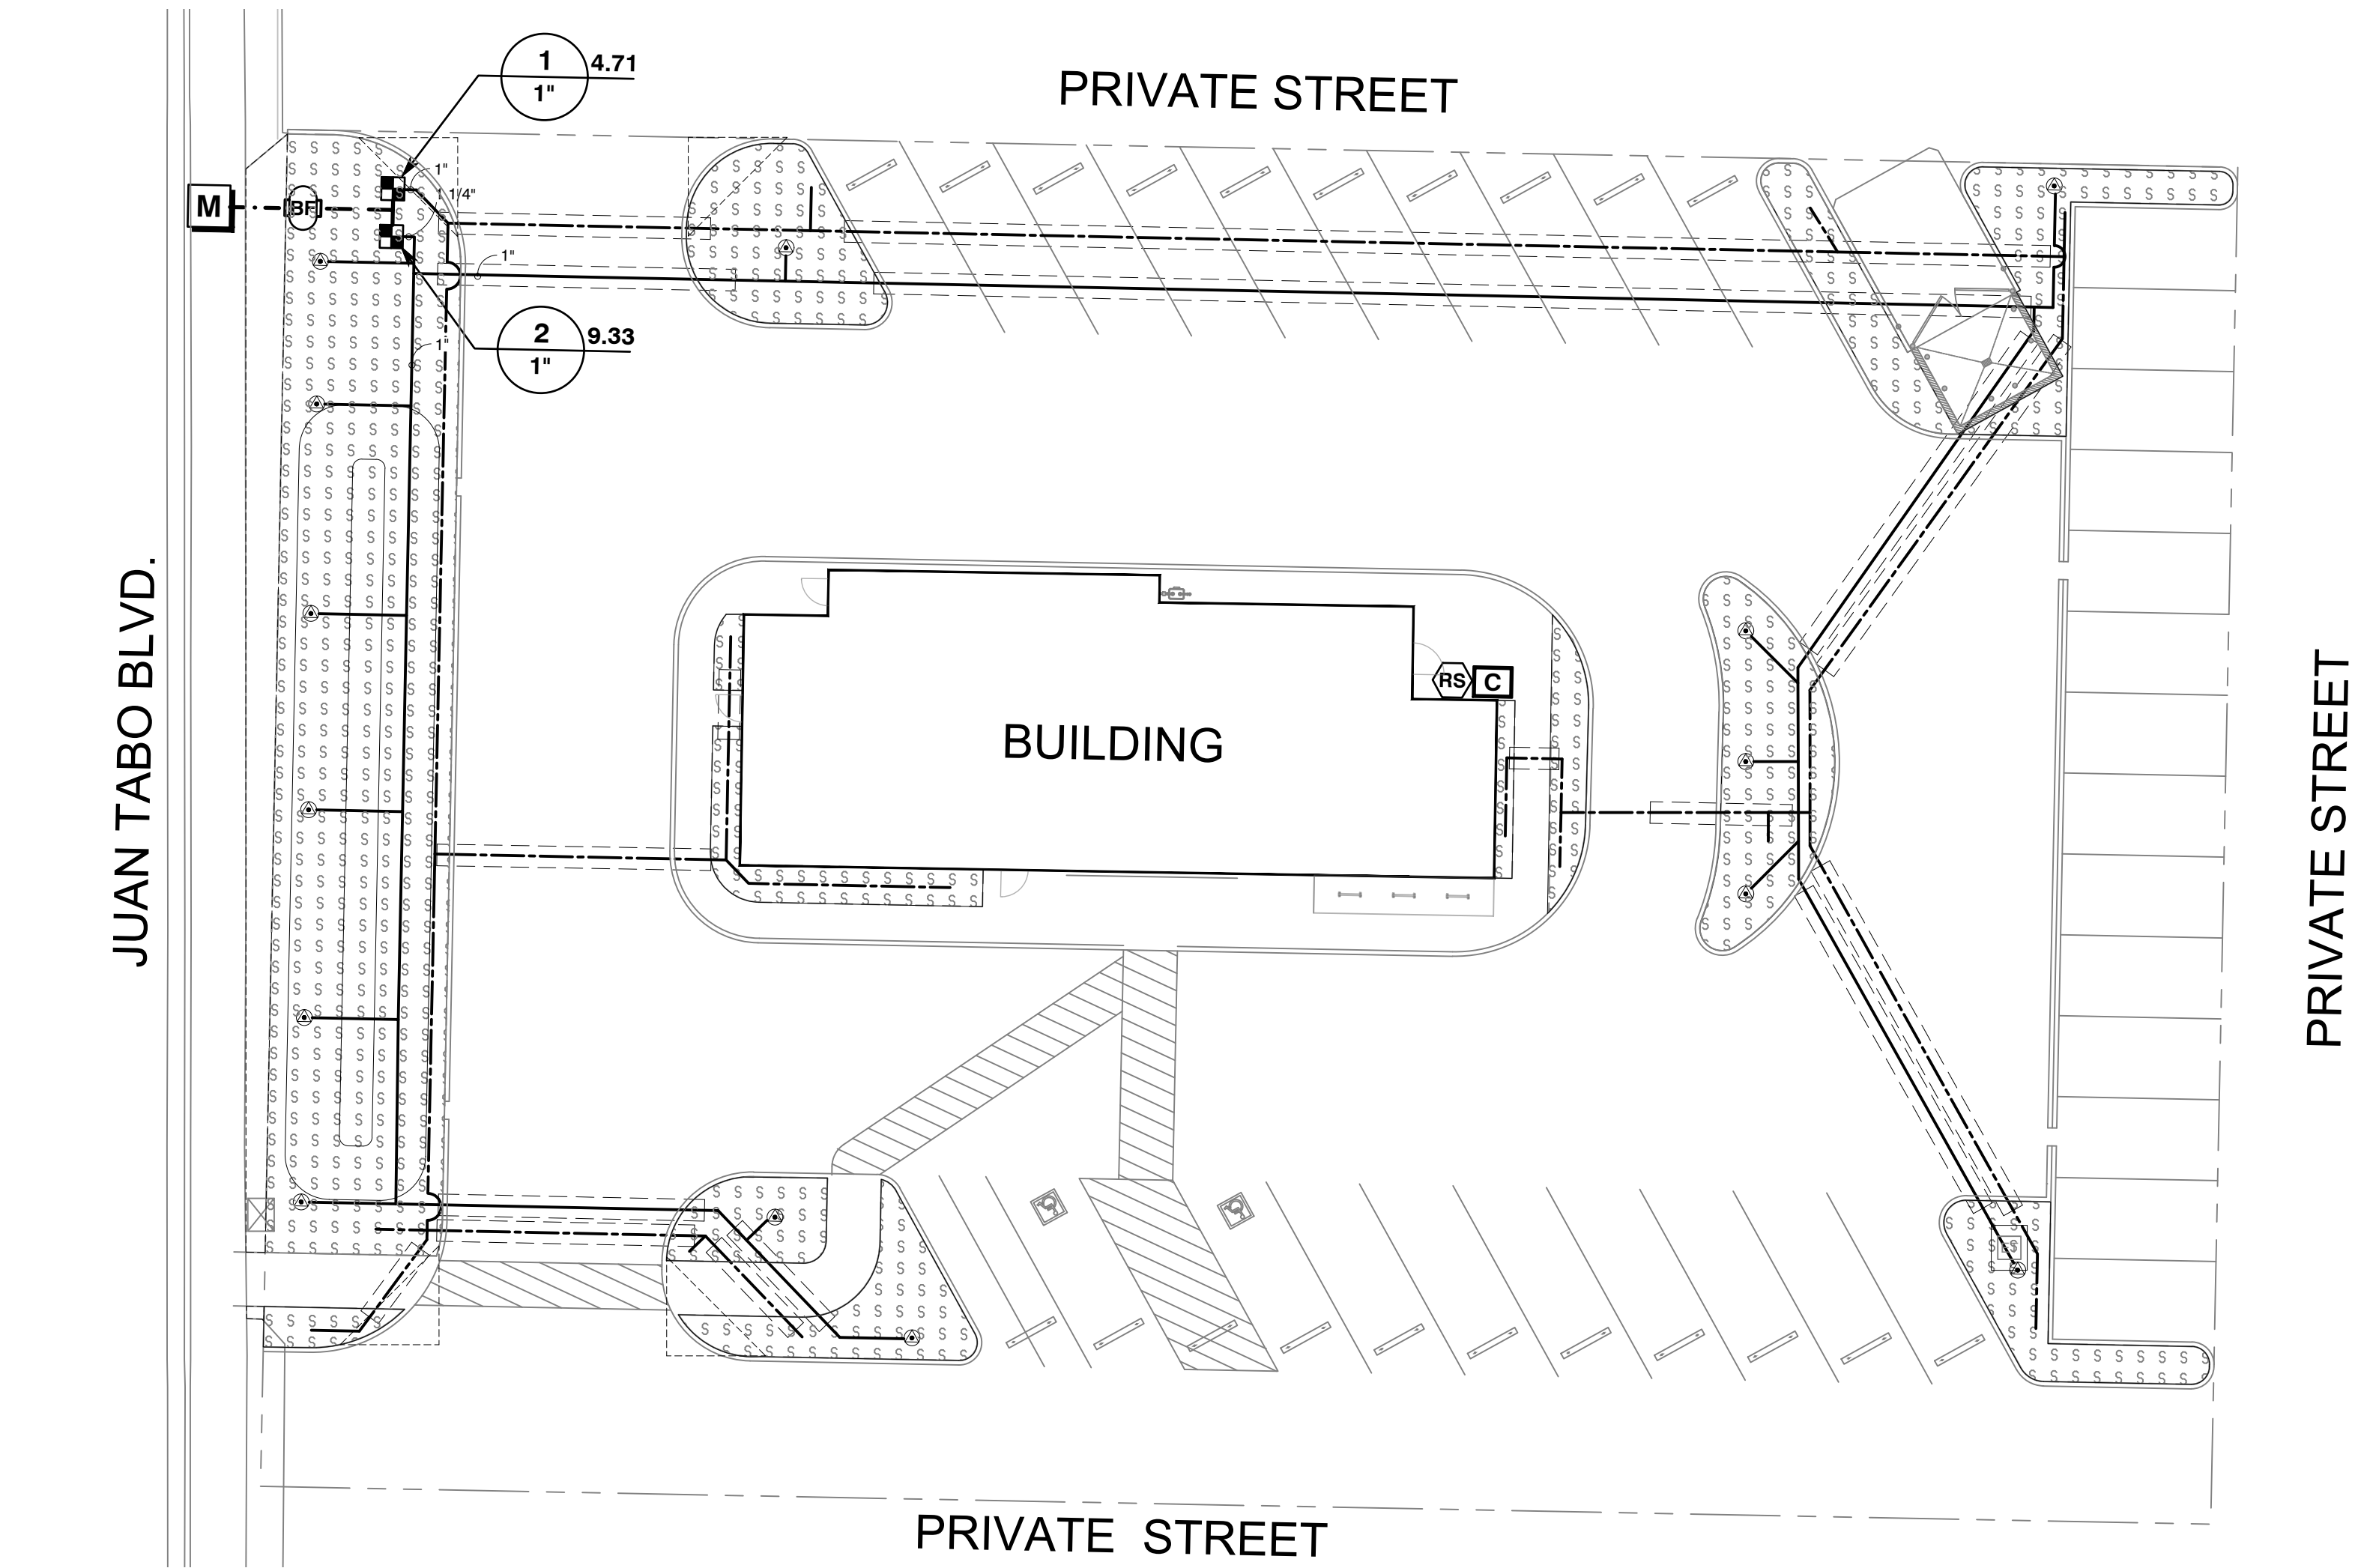 PRIVATE STREET
1
1"
4.71
1"
1 1/4"
M
BF
1"
2
1"
9.33
1"
JUAN TABO BLVD.
BUILDING
RS
C
PRIVATE STREET
PRIVATE STREET